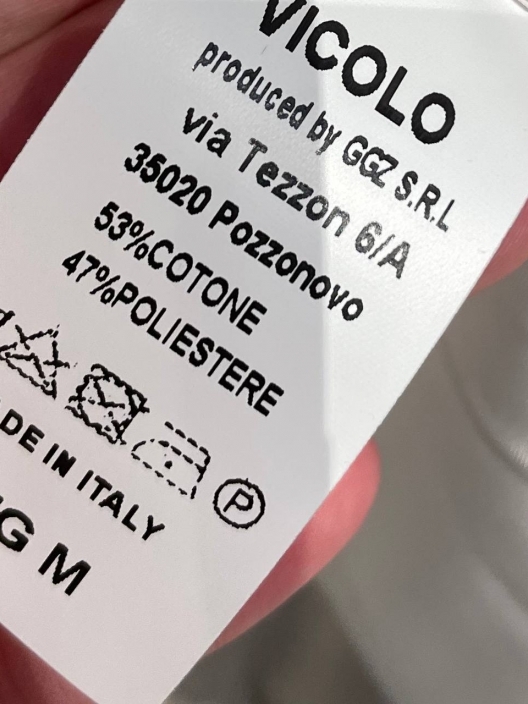 VICOLO
produced by GGZ S.R.L
via Tezzon 6/A
35020 Pozzonovo
53%COTONE
47%POLIESTERE
P
DE IN ITALY
G M